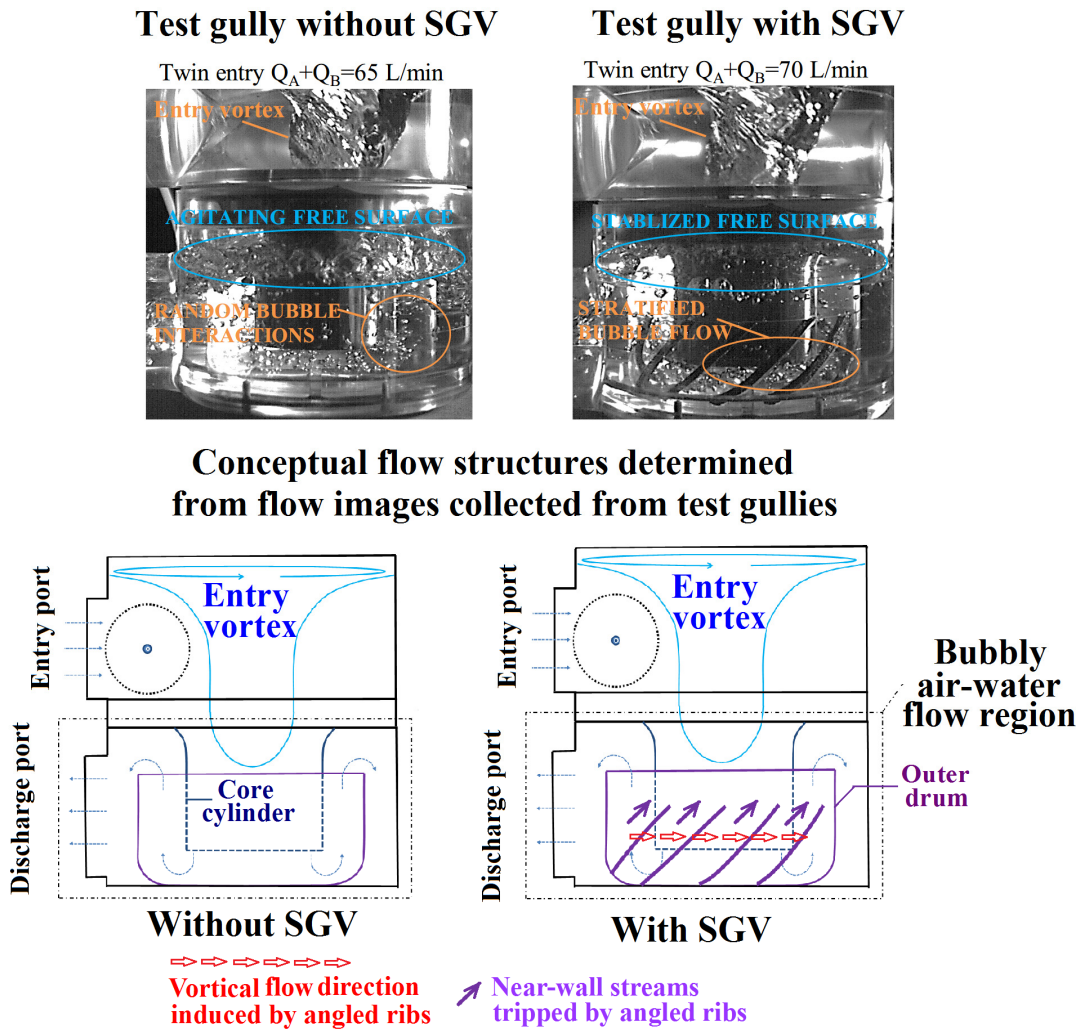 Test gully without SGV
Twin entry QA+QB=65 L/min
Entry vortex
AGITATING FREE SURFACE
RANDOM BUBBLE
INTERACTIONS
Test gully with SGV
Twin entry QA+QB=70 L/min
Entry vortex
STABLIZED FREE SURFACE
STRATIFIED
BUBBLE FLOW
Conceptual flow structures determined
from flow images collected from test gullies
Entry port
Entry
vortex
Discharge port
Core
cylinder
Without SGV
Entry port
Entry
vortex
Discharge port
Bubbly
air-water
flow region
Outer
drum
With SGV
Vortical flow direction
induced by angled ribs
Near-wall streams
tripped by angled ribs